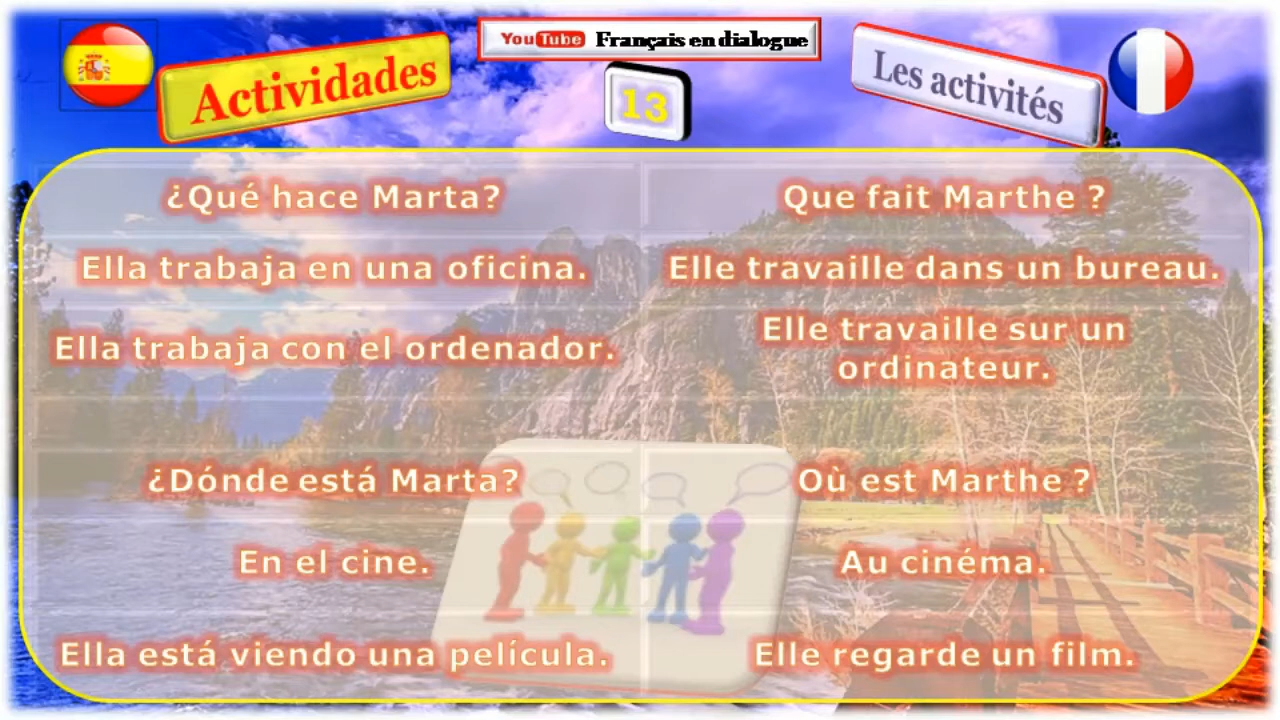 YouTube Français en dialogue
Actividades
13
Les activités
¿Qué hace Marta?
Que fait Marthe ?
Ella trabaja en una oficina.
Elle travaille dans un bureau.
Ella trabaja con el ordenador.
Elle travaille sur un
ordinateur.
¿Dónde está Marta?
Où est Marthe ?
En el cine.
Au cinéma.
Ella está viendo una película.
Elle regarde un film.